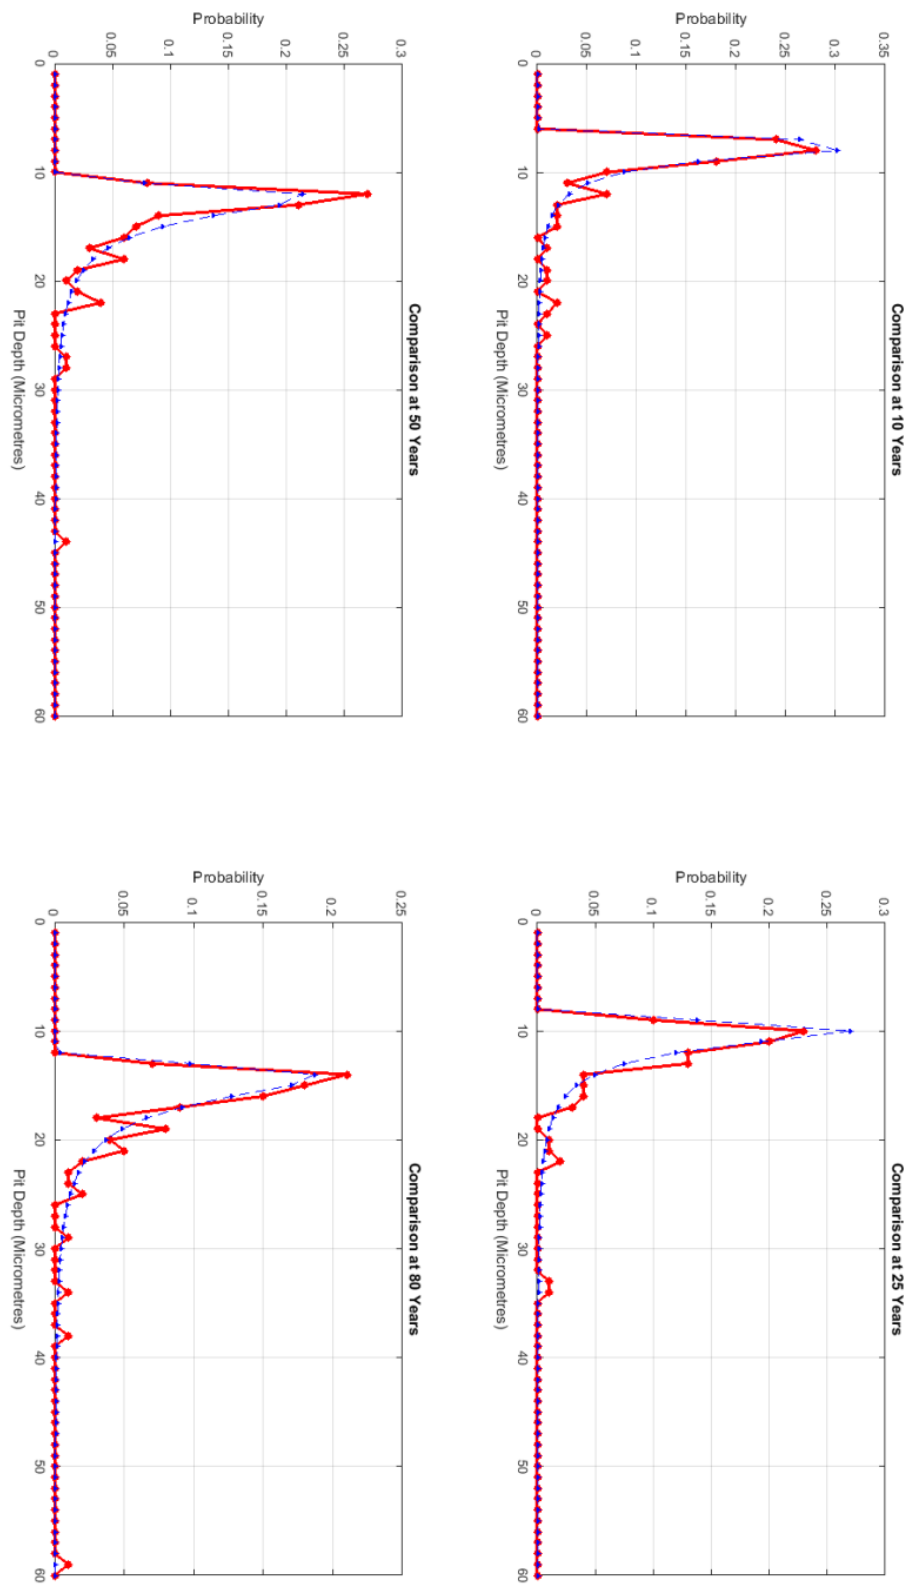 Comparison at 10 Years
Probability
0.35
0.3
0.25
0.2
0.15
0.1
0.05
0
0 10 20 30 40 50 60
Pit Depth (Micrometres)
Comparison at 25 Years
Probability
0.3
0.25
0.2
0.15
0.1
0.05
0
0 10 20 30 40 50 60
Pit Depth (Micrometres)
Comparison at 50 Years
Probability
0.3
0.25
0.2
0.15
0.1
0.05
0
0 10 20 30 40 50 60
Pit Depth (Micrometres)
Comparison at 80 Years
Probability
0.25
0.2
0.15
0.1
0.05
0
0 10 20 30 40 50 60
Pit Depth (Micrometres)